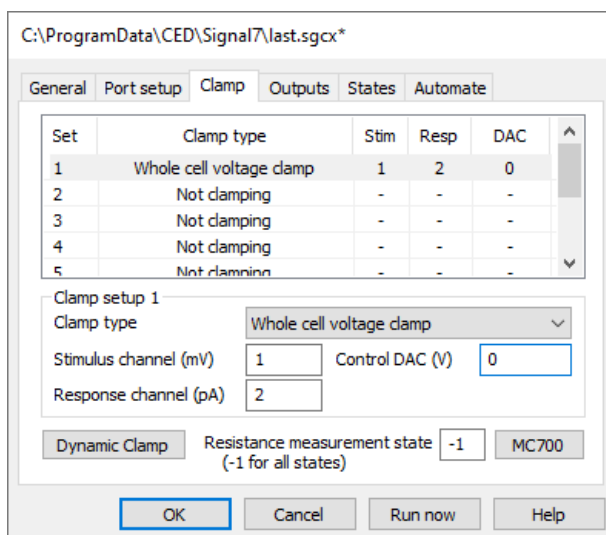 C:\ProgramData\CED\Signal7\last.sgcx*
General Port setup Clamp Outputs States Automate
Set Clamp type Stim Resp DAC
1 Whole cell voltage clamp 1 2 0
2 Not clamping - - -
3 Not clamping - - -
4 Not clamping - - -
5 Not clamping - - -
Clamp setup 1
Clamp type Whole cell voltage clamp
Stimulus channel (mV) 1 Control DAC (V) 0
Response channel (pA) 2
Dynamic Clamp Resistance measurement state -1 MC700
(-1 for all states)
OK Cancel Run now Help